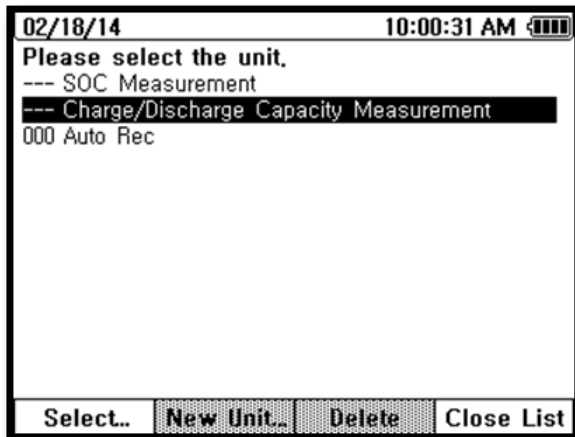 02/18/14 10:00:31 AM
Please select the unit.
--- SOC Measurement
--- Charge/Discharge Capacity Measurement
000 Auto Rec
Select... New Unit... Delete Close List